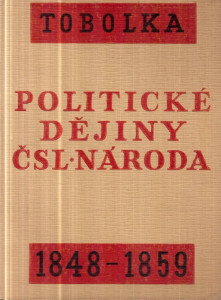 TOBOLKA
POLITICKÉ
DĚJINY
ČSL·NÁRODA
1848-1859